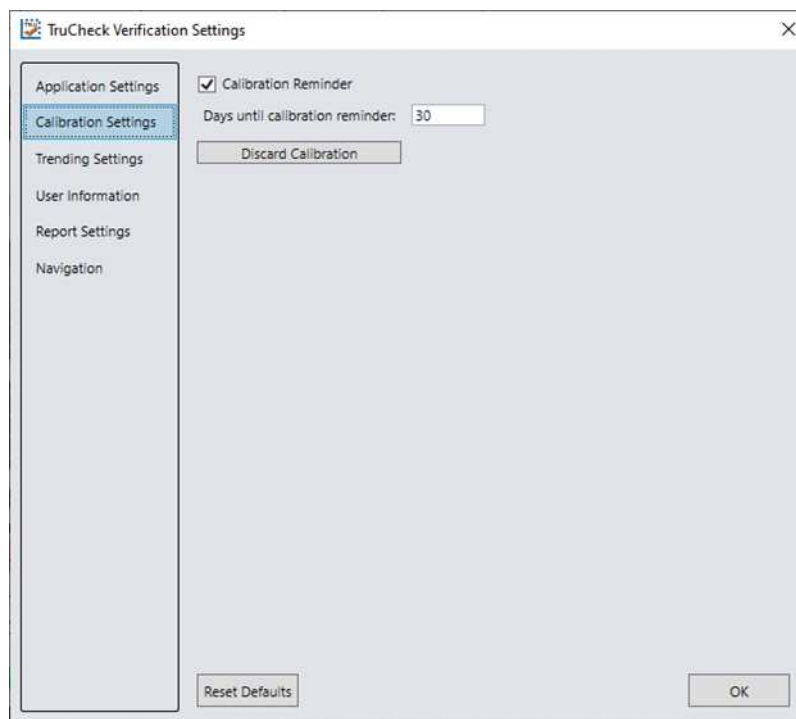 TruCheck Verification Settings
Application Settings
Calibration Settings
Trending Settings
User Information
Report Settings
Navigation
Calibration Reminder
Days until calibration reminder: 30
Discard Calibration
Reset Defaults
OK